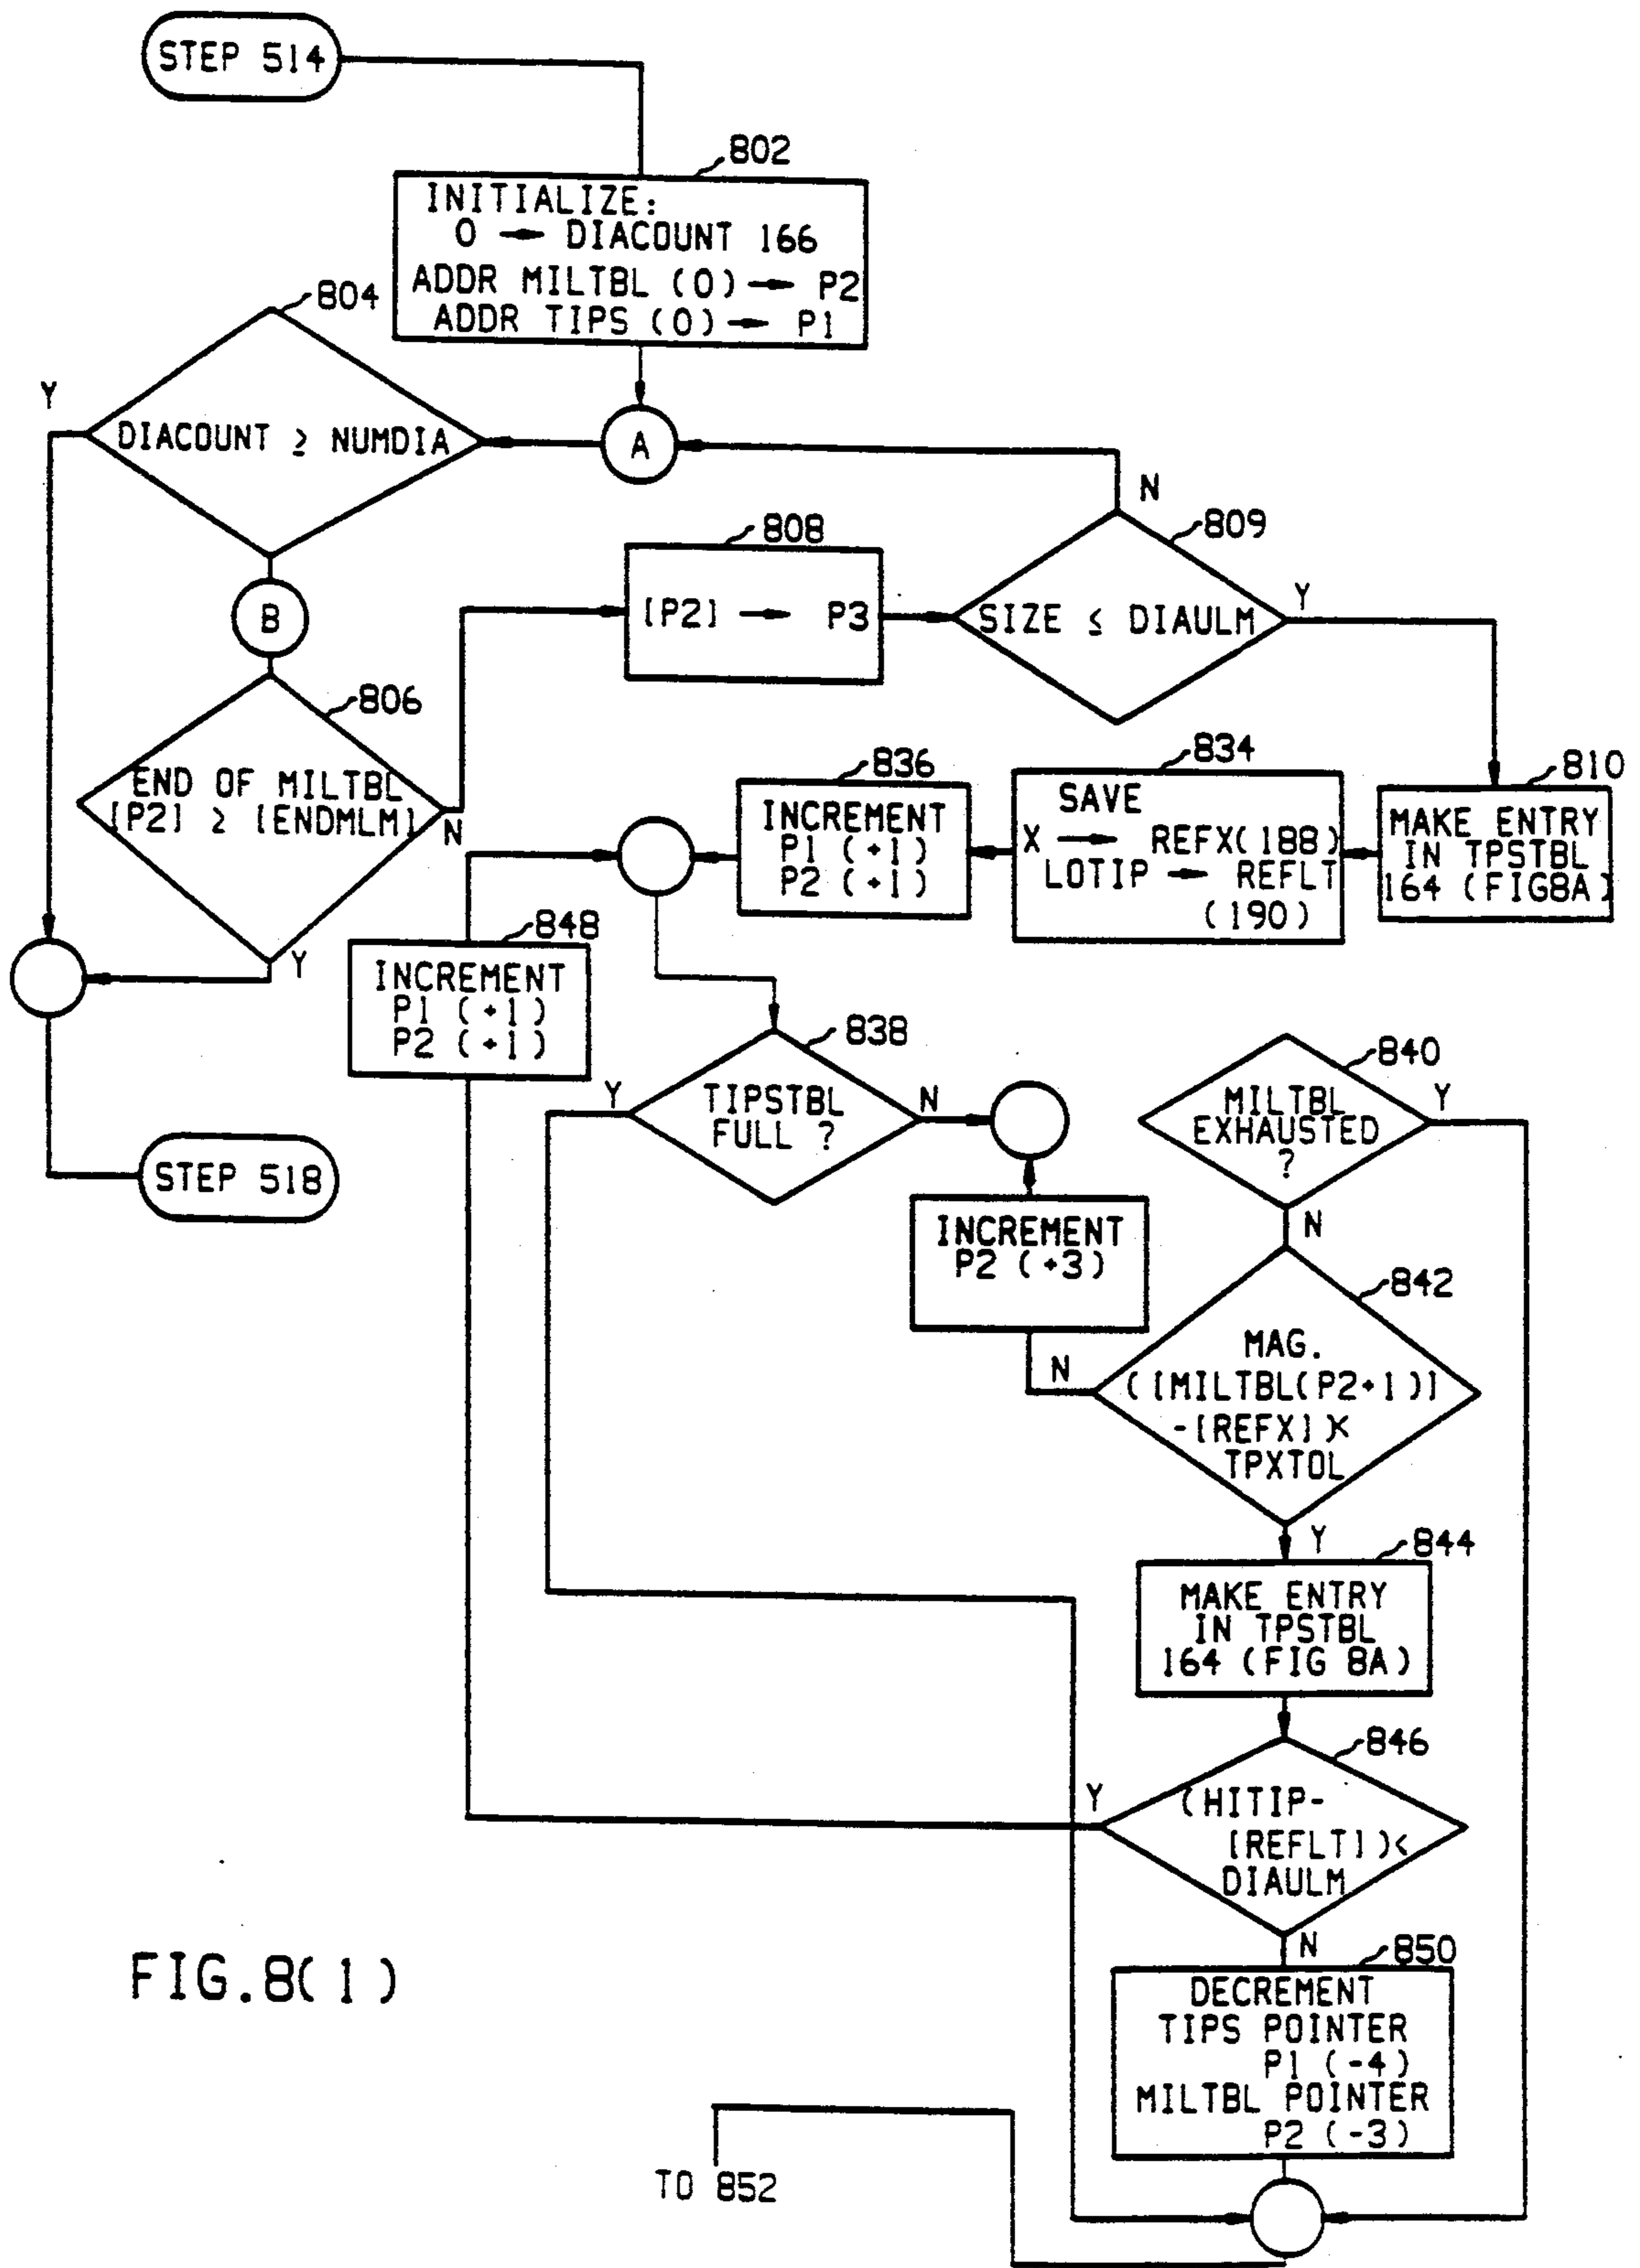 STEP 514
802
INITIALIZE:
0 → DIACOUNT 166
ADDR MILTBL (0) → P2
ADDR TIPS (0) → P1
804
Y
DIACOUNT ≥ NUMDIA
A
N
B
808
[P2] → P3
809
SIZE ≤ DIAULM
Y
806
END OF MILTBL
[P2] ≥ [ENDMLM]
N
Y
836
INCREMENT
P1 (+1)
P2 (+1)
834
SAVE
X → REFX(188)
LOTIP → REFLT
(190)
810
MAKE ENTRY
IN TPSTBL
164 (FIG8A)
848
INCREMENT
P1 (+1)
P2 (+1)
STEP 518
838
Y
TIPSTBL
FULL ?
N
840
MILTBL
EXHAUSTED
?
Y
N
INCREMENT
P2 (+3)
842
N
MAG.
([MILTBL(P2+1)]
-[REFX])<
TPXTOL
Y
844
MAKE ENTRY
IN TPSTBL
164 (FIG 8A)
846
Y
(HITIP-
[REFLT])<
DIAULM
N
850
DECREMENT
TIPS POINTER
P1 (-4)
MILTBL POINTER
P2 (-3)
TO 852
FIG.8(1)